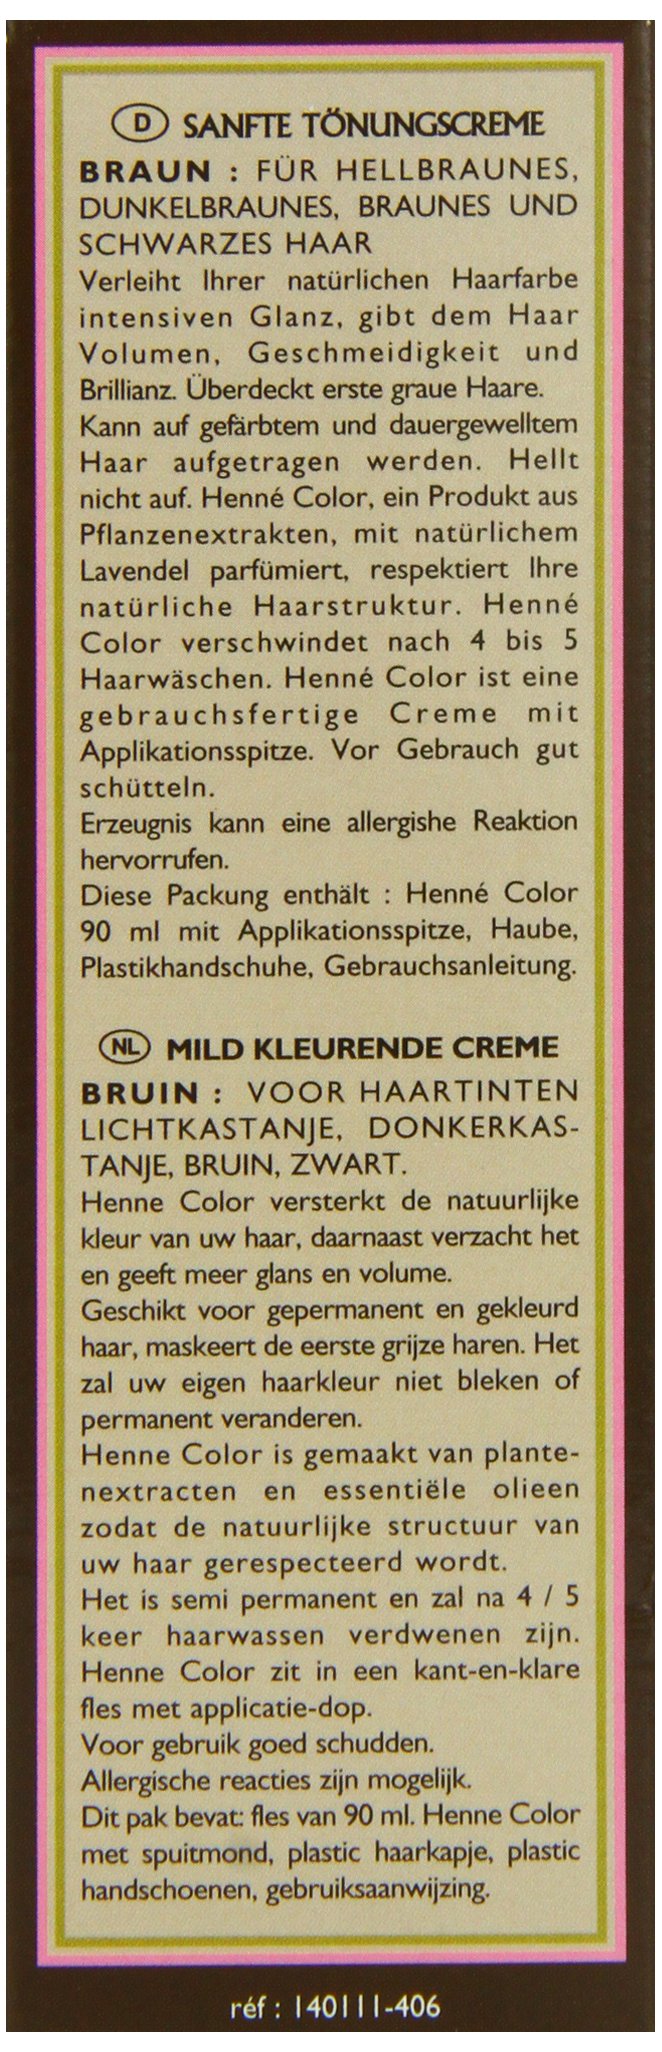 D SANFTE TÖNUNGSCREME
BRAUN : FÜR HELLBRAUNES,
DUNKELBRAUNES, BRAUNES UND
SCHWARZES HAAR
Verleiht Ihrer natürlichen Haarfarbe
intensiven Glanz, gibt dem Haar
Volumen, Geschmeidigkeit und
Brillianz. Überdeckt erste graue Haare.
Kann auf gefärbtem und dauergewelltem
Haar aufgetragen werden. Hellt
nicht auf. Henné Color, ein Produkt aus
Pflanzenextrakten, mit natürlichem
Lavendel parfümiert, respektiert Ihre
natürliche Haarstruktur. Henné
Color verschwindet nach 4 bis 5
Haarwäschen. Henné Color ist eine
gebrauchsfertige Creme mit
Applikationsspitze. Vor Gebrauch gut
schütteln.
Erzeugnis kann eine allergishe Reaktion
hervorrufen.
Diese Packung enthält : Henné Color
90 ml mit Applikationsspitze, Haube,
Plastikhandschuhe, Gebrauchsanleitung.
NL MILD KLEURENDE CREME
BRUIN : VOOR HAARTINTEN
LICHTKASTANJE, DONKERKAS-
TANJE, BRUIN, ZWART.
Henne Color versterkt de natuurlijke
kleur van uw haar, daarnaast verzacht het
en geeft meer glans en volume.
Geschikt voor gepermanent en gekleurd
haar, maskeert de eerste grijze haren. Het
zal uw eigen haarkleur niet bleken of
permanent veranderen.
Henne Color is gemaakt van plante-
nextracten en essentiële olieen
zodat de natuurlijke structuur van
uw haar gerespecteerd wordt.
Het is semi permanent en zal na 4 / 5
keer haarwassen verdwenen zijn.
Henne Color zit in een kant-en-klare
fles met applicatie-dop.
Voor gebruik goed schudden.
Allergische reacties zijn mogelijk.
Dit pak bevat: fles van 90 ml. Henne Color
met spuitmond, plastic haarkapje, plastic
handschoenen, gebruiksaanwijzing.
réf : 140111-406